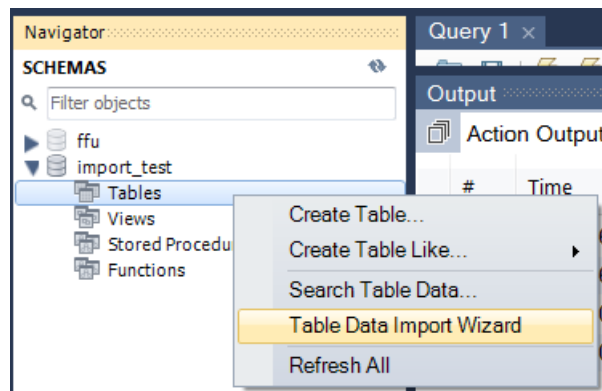 Navigator
Query 1
SCHEMAS
Filter objects
Output
Action Output
ffu
import_test
Tables
# Time
Views
Stored Procedu
Functions
Create Table...
Create Table Like...
Search Table Data...
Table Data Import Wizard
Refresh All